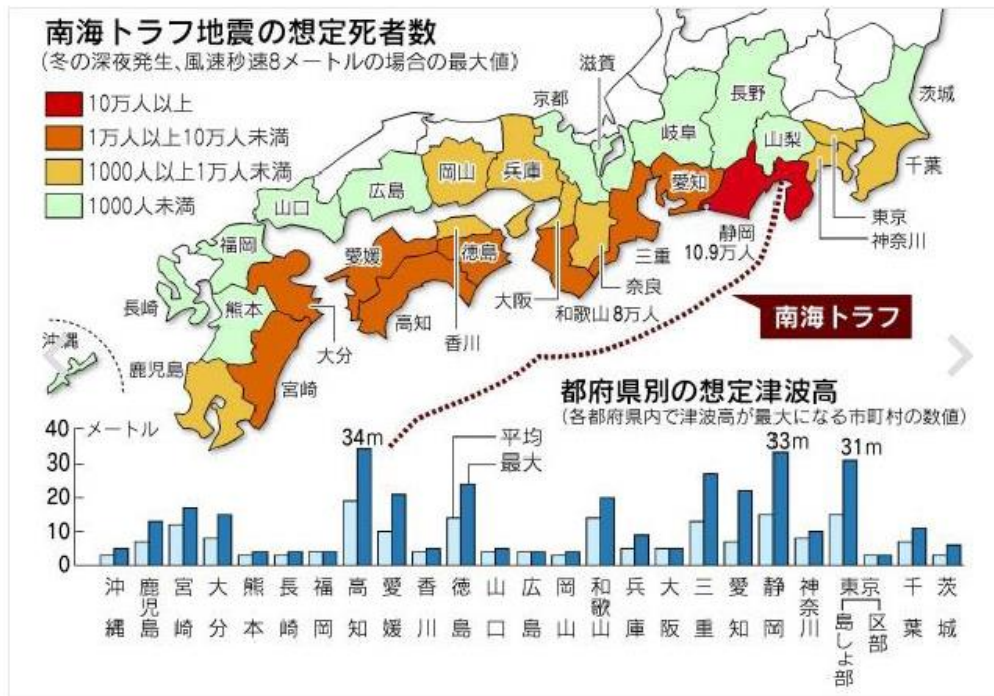 南海トラフ地震の想定死者数
(冬の深夜発生、風速秒速8メートルの場合の最大値)
10万人以上
1万人以上10万人未満
1000人以上1万人未満
1000人未満
滋賀
京都
長野
茨城
岐阜
山梨
千葉
岡山
兵庫
愛知
広島
山口
東京
神奈川
静岡
10.9万人
福岡
愛媛
徳島
三重
奈良
大阪
和歌山8万人
長崎
熊本
高知
香川
大分
南海トラフ
沖縄
鹿児島
宮崎
都府県別の想定津波高
(各都府県内で津波高が最大になる市町村の数値)
メートル
40
30
20
10
0
平均
最大
34m
33m
31m
沖縄
鹿児島
宮崎
大分
熊本
長崎
福岡
高知
愛媛
香川
徳島
山口
広島
岡山
和歌山
兵庫
大阪
三重
愛知
静岡
神奈川
東京
島しょ部
区部
千葉
茨城